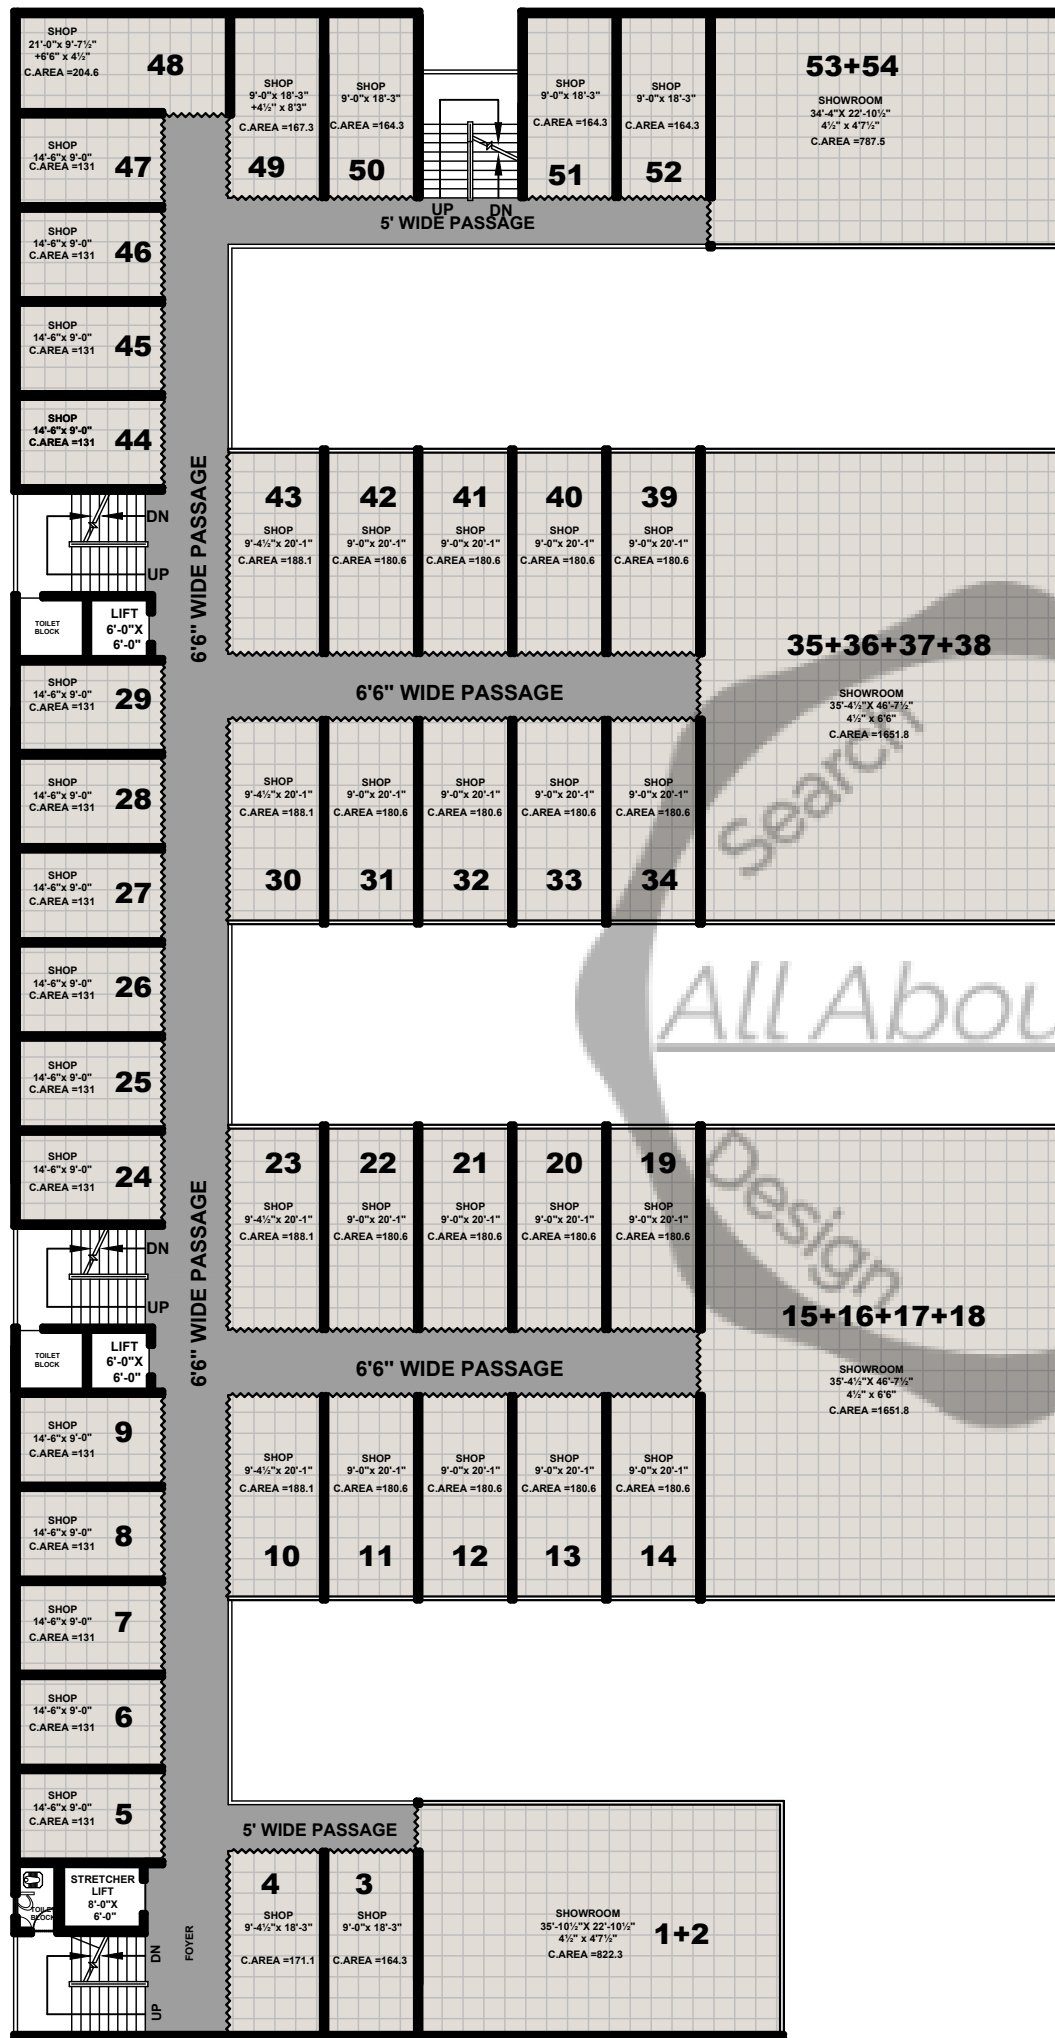 SHOP
21'-0"x 9'-7½"
+6'6" x 4½"
C.AREA =204.6
48
SHOP
9'-0"x 18'-3"
+4½" x 8'3"
C.AREA =167.3
49
SHOP
9'-0"x 18'-3"
C.AREA =164.3
50
SHOP
9'-0"x 18'-3"
C.AREA =164.3
51
SHOP
9'-0"x 18'-3"
C.AREA =164.3
52
53+54
SHOWROOM
34'-4"X 22'-10½"
4½" x 4'7½"
C.AREA =787.5
UP
DN
5' WIDE PASSAGE
SHOP
14'-6"x 9'-0"
C.AREA =131
47
SHOP
14'-6"x 9'-0"
C.AREA =131
46
SHOP
14'-6"x 9'-0"
C.AREA =131
45
SHOP
14'-6"x 9'-0"
C.AREA =131
44
DN
UP
TOILET
BLOCK
LIFT
6'-0"X
6'-0"
6'6" WIDE PASSAGE
43
SHOP
9'-4½"x 20'-1"
C.AREA =188.1
42
SHOP
9'-0"x 20'-1"
C.AREA =180.6
41
SHOP
9'-0"x 20'-1"
C.AREA =180.6
40
SHOP
9'-0"x 20'-1"
C.AREA =180.6
39
SHOP
9'-0"x 20'-1"
C.AREA =180.6
35+36+37+38
SHOWROOM
35'-4½"X 46'-7½"
4½" x 6'6"
C.AREA =1651.8
6'6" WIDE PASSAGE
SHOP
14'-6"x 9'-0"
C.AREA =131
29
SHOP
14'-6"x 9'-0"
C.AREA =131
28
SHOP
14'-6"x 9'-0"
C.AREA =131
27
SHOP
14'-6"x 9'-0"
C.AREA =131
26
SHOP
14'-6"x 9'-0"
C.AREA =131
25
SHOP
14'-6"x 9'-0"
C.AREA =131
24
SHOP
9'-4½"x 20'-1"
C.AREA =188.1
30
SHOP
9'-0"x 20'-1"
C.AREA =180.6
31
SHOP
9'-0"x 20'-1"
C.AREA =180.6
32
SHOP
9'-0"x 20'-1"
C.AREA =180.6
33
SHOP
9'-0"x 20'-1"
C.AREA =180.6
34
Search
All Abou
Design
DN
UP
TOILET
BLOCK
LIFT
6'-0"X
6'-0"
6'6" WIDE PASSAGE
23
SHOP
9'-4½"x 20'-1"
C.AREA =188.1
22
SHOP
9'-0"x 20'-1"
C.AREA =180.6
21
SHOP
9'-0"x 20'-1"
C.AREA =180.6
20
SHOP
9'-0"x 20'-1"
C.AREA =180.6
19
SHOP
9'-0"x 20'-1"
C.AREA =180.6
15+16+17+18
SHOWROOM
35'-4½"X 46'-7½"
4½" x 6'6"
C.AREA =1651.8
6'6" WIDE PASSAGE
SHOP
14'-6"x 9'-0"
C.AREA =131
9
SHOP
14'-6"x 9'-0"
C.AREA =131
8
SHOP
14'-6"x 9'-0"
C.AREA =131
7
SHOP
14'-6"x 9'-0"
C.AREA =131
6
SHOP
14'-6"x 9'-0"
C.AREA =131
5
SHOP
9'-4½"x 20'-1"
C.AREA =188.1
10
SHOP
9'-0"x 20'-1"
C.AREA =180.6
11
SHOP
9'-0"x 20'-1"
C.AREA =180.6
12
SHOP
9'-0"x 20'-1"
C.AREA =180.6
13
SHOP
9'-0"x 20'-1"
C.AREA =180.6
14
5' WIDE PASSAGE
TOILET
BLOCK
STRETCHER
LIFT
8'-0"X
6'-0"
DN
UP
FOYER
4
SHOP
9'-4½"x 18'-3"
C.AREA =171.1
3
SHOP
9'-0"x 18'-3"
C.AREA =164.3
SHOWROOM
35'-10½"X 22'-10½"
4½" x 4'7½"
C.AREA =822.3
1+2